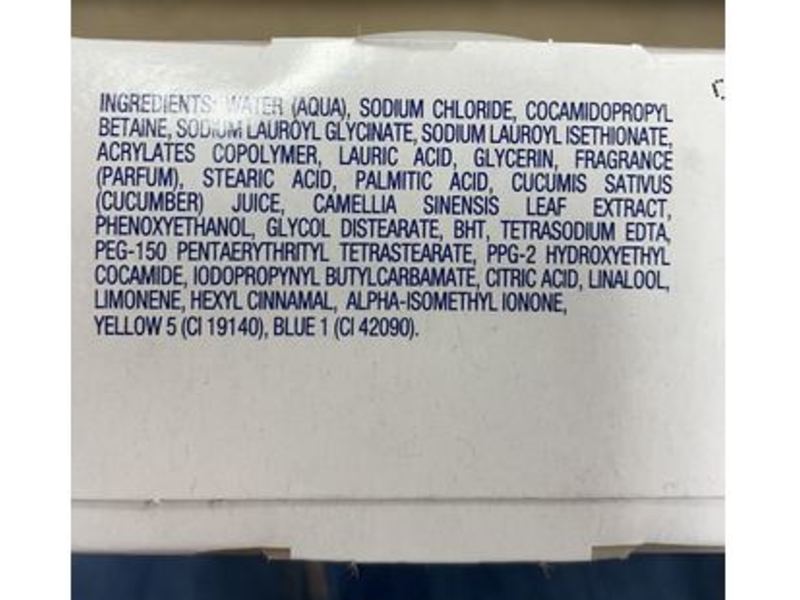 INGREDIENTS: WATER (AQUA), SODIUM CHLORIDE, COCAMIDOPROPYL
BETAINE, SODIUM LAUROYL GLYCINATE, SODIUM LAUROYL ISETHIONATE,
ACRYLATES COPOLYMER, LAURIC ACID, GLYCERIN, FRAGRANCE
(PARFUM), STEARIC ACID, PALMITIC ACID, CUCUMIS SATIVUS
(CUCUMBER) JUICE, CAMELLIA SINENSIS LEAF EXTRACT,
PHENOXYETHANOL, GLYCOL DISTEARATE, BHT, TETRASODIUM EDTA,
PEG-150 PENTAERYTHRITYL TETRASTEARATE, PPG-2 HYDROXYETHYL
COCAMIDE, IODOPROPYNYL BUTYLCARBAMATE, CITRIC ACID, LINALOOL,
LIMONENE, HEXYL CINNAMAL, ALPHA-ISOMETHYL IONONE,
YELLOW 5 (CI 19140), BLUE 1 (CI 42090).